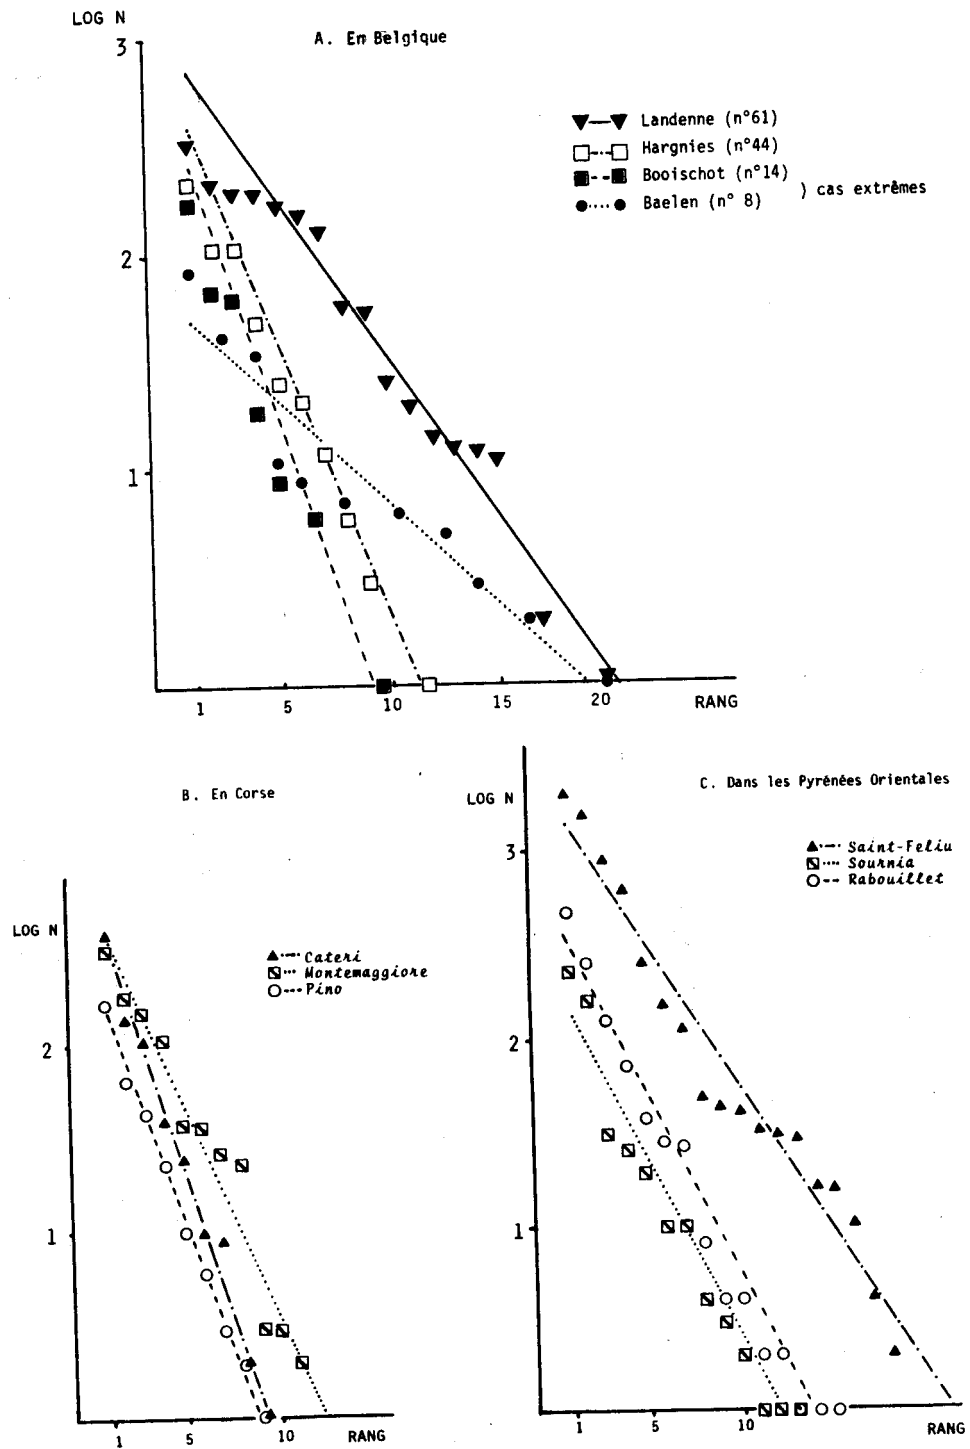 LOG N
A. En Belgique
3
2
1
Landenne (n°61)
Hargnies (n°44)
Booischot (n°14)
Baelen (n° 8)
) cas extrêmes
1 5 10 15 20 RANG
B. En Corse
LOG N
2
1
Cateri
Montemaggiore
Pino
1 5 10 RANG
C. Dans les Pyrénées Orientales
LOG N
3
2
1
Saint-Feliu
Sournia
Rabouillet
1 5 10 RANG